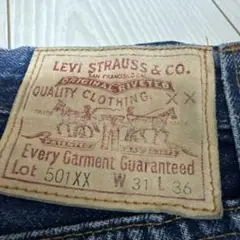 LEVI STRAUSS & CO.
SAN FRANCISCO CAL.
ORIGINAL RIVETED
QUALITY CLOTHING.
XX
Every Garment Guaranteed
Lot 501XX W 31 L 36